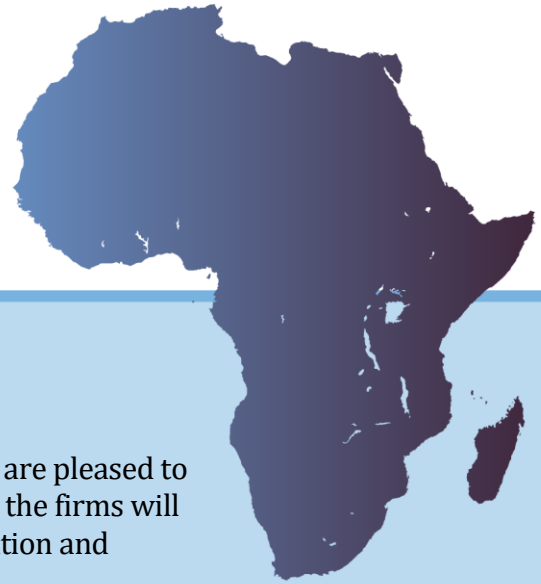 are pleased to
the firms will
tion and